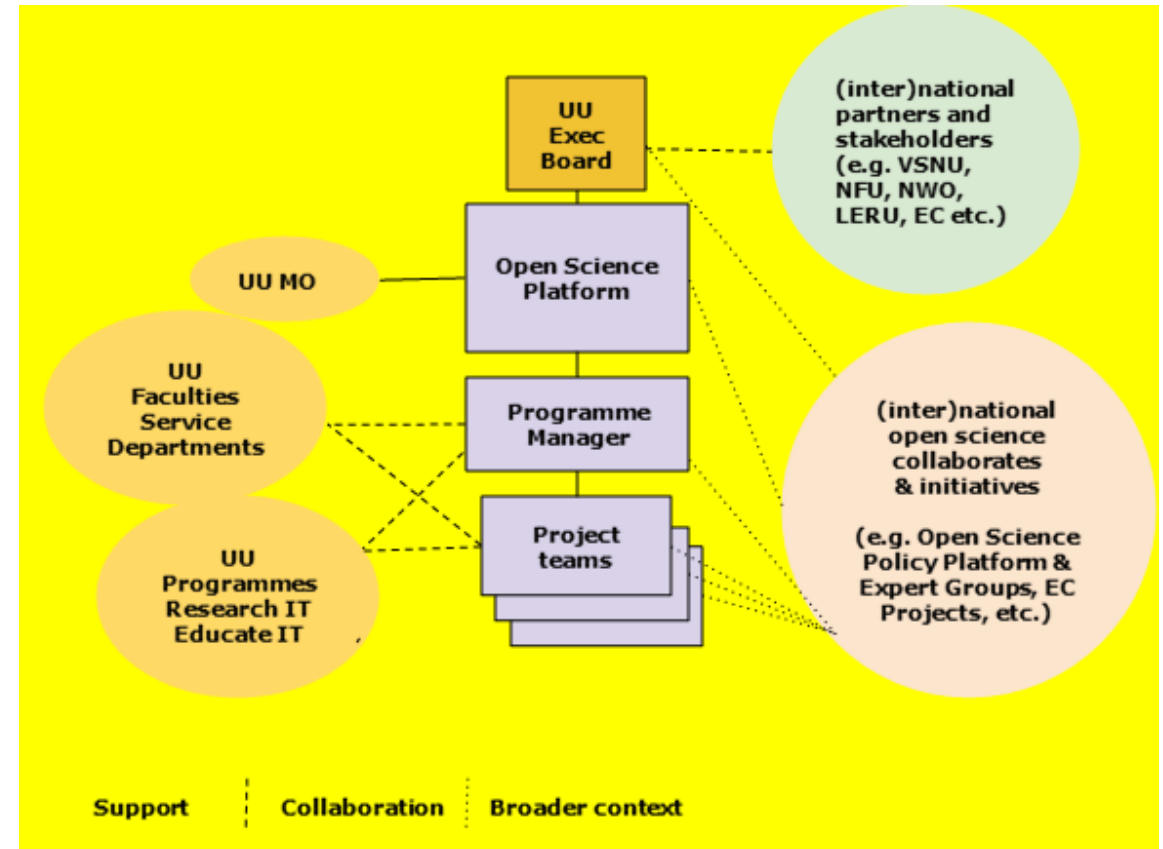 UU
Exec
Board
(inter)national
partners and
stakeholders
(e.g. VSNU,
NFU, NWO,
LERU, EC etc.)
UU MO
Open Science
Platform
UU
Faculties
Service
Departments
Programme
Manager
(inter)national
open science
collaborates
& initiatives
(e.g. Open Science
Policy Platform &
Expert Groups, EC
Projects, etc.)
UU
Programmes
Research IT
Educate IT
Project
teams
Support
Collaboration
Broader context